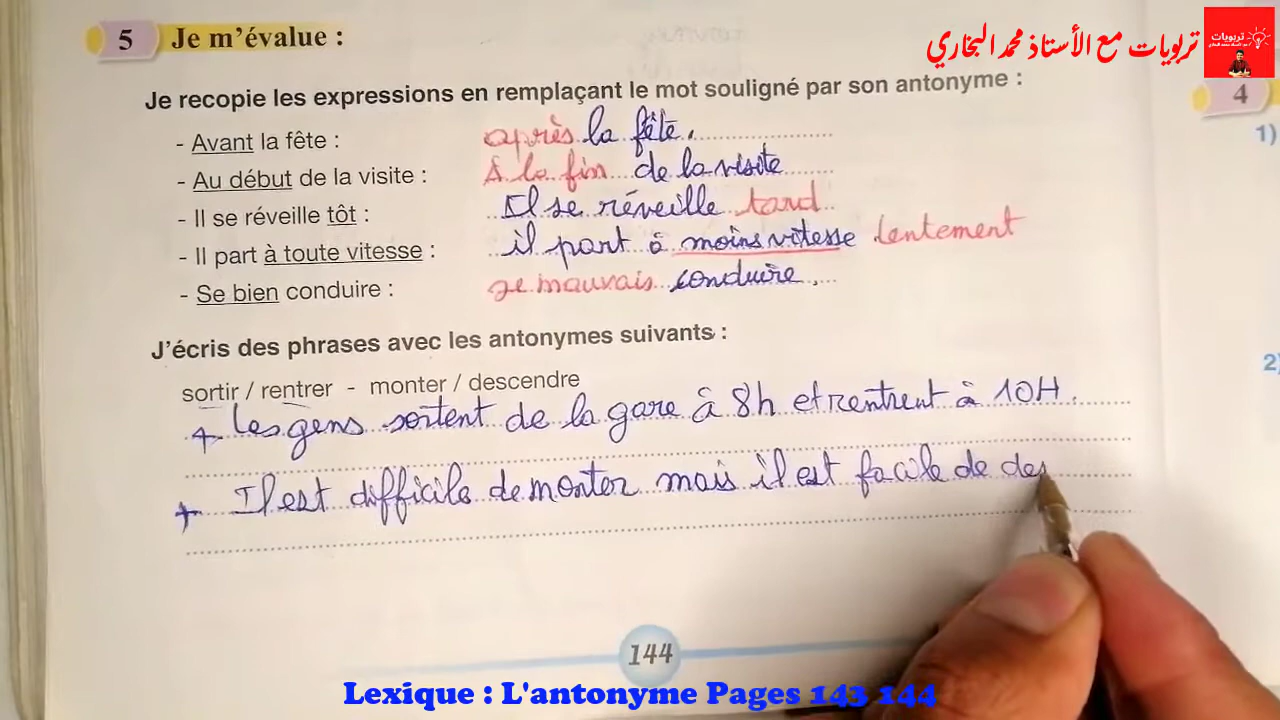 5 Je m'évalue :
تربويات مع الأستاذ محمد البخاري
تربويات
4
Je recopie les expressions en remplaçant le mot souligné par son antonyme :
- Avant la fête : après la fête.
- Au début de la visite : À la fin de la visite
- Il se réveille tôt : Il se réveille tard
- Il part à toute vitesse : il part à moins vitesse lentement
- Se bien conduire : se mauvais conduire.
1)
J'écris des phrases avec les antonymes suivants :
2)
sortir / rentrer - monter / descendre
+ Les gens sortent de la gare à 8h et rentrent à 10H.
+ Il est difficile de monter mais il est facile de des
144
Lexique : L'antonyme Pages 143 144